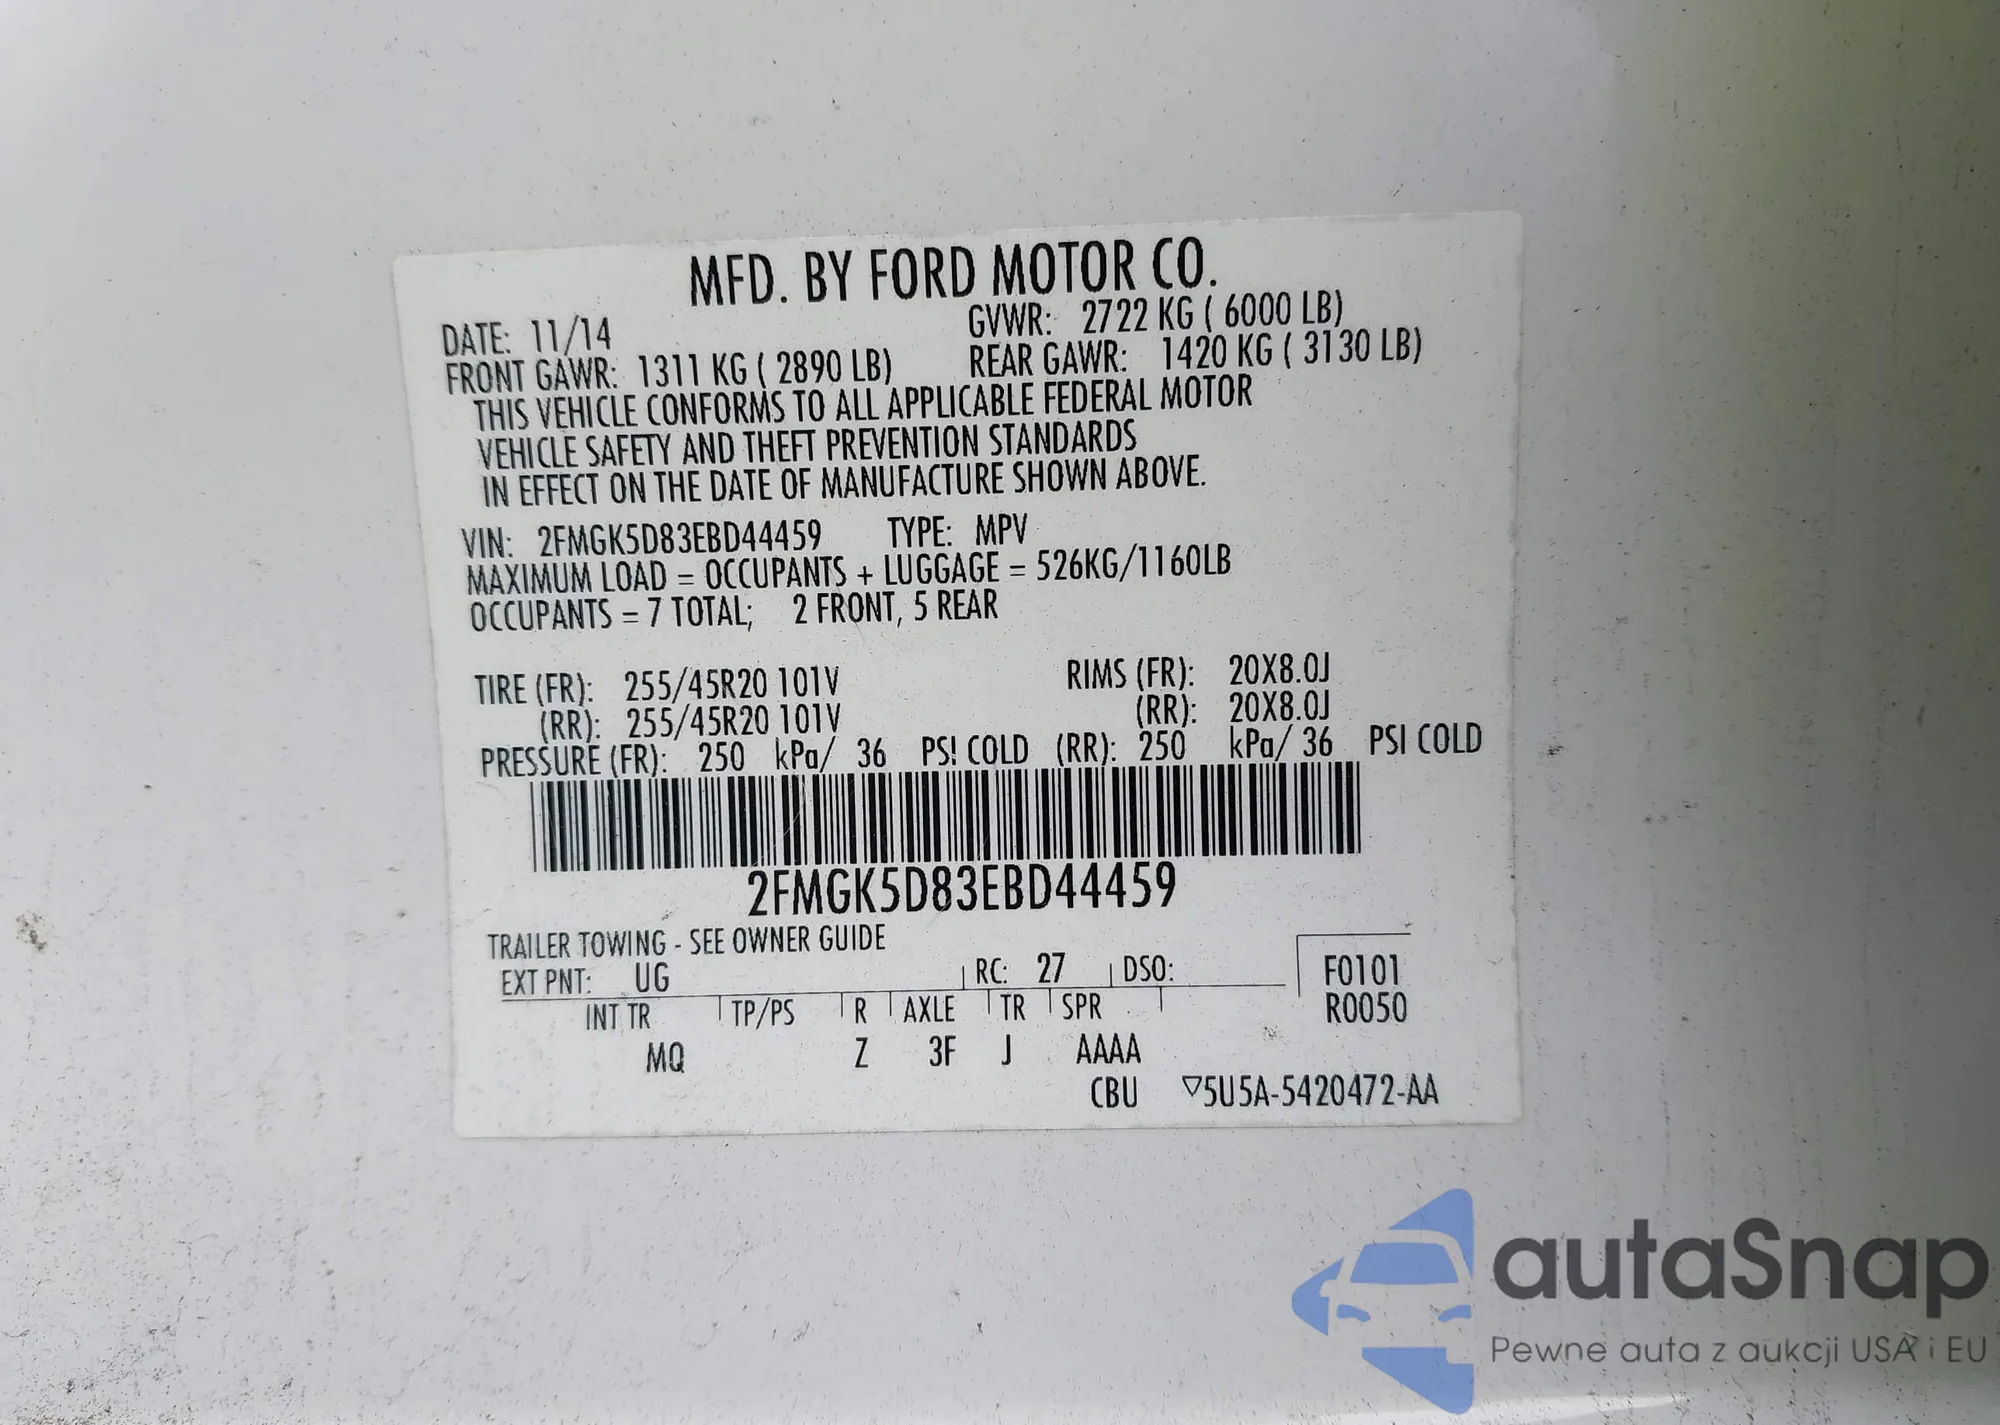 MFD. BY FORD MOTOR CO.
DATE: 11/14 GVWR: 2722 KG ( 6000 LB)
FRONT GAWR: 1311 KG ( 2890 LB) REAR GAWR: 1420 KG ( 3130 LB)
THIS VEHICLE CONFORMS TO ALL APPLICABLE FEDERAL MOTOR
VEHICLE SAFETY AND THEFT PREVENTION STANDARDS
IN EFFECT ON THE DATE OF MANUFACTURE SHOWN ABOVE.
VIN: 2FMGK5D83EBD44459 TYPE: MPV
MAXIMUM LOAD = OCCUPANTS + LUGGAGE = 526KG/1160LB
OCCUPANTS = 7 TOTAL; 2 FRONT, 5 REAR
TIRE (FR): 255/45R20 101V RIMS (FR): 20X8.0J
(RR): 255/45R20 101V (RR): 20X8.0J
PRESSURE (FR): 250 kPa/ 36 PSI COLD (RR): 250 kPa/ 36 PSI COLD
2FMGK5D83EBD44459
TRAILER TOWING - SEE OWNER GUIDE
EXT PNT: UG RC: 27 DSO: F0101
INT TR TP/PS R AXLE TR SPR R0050
MQ Z 3F J AAAA
CBU ▽5U5A-5420472-AA
autaSnap
Pewne auta z aukcji USA i EU